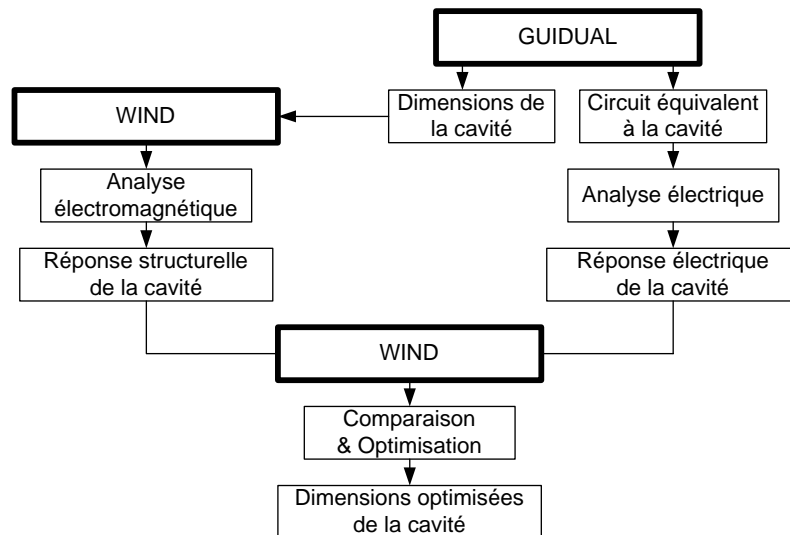 GUIDUAL
Dimensions de
la cavité
Circuit équivalent
à la cavité
WIND
Analyse
électromagnétique
Analyse électrique
Réponse structurelle
de la cavité
Réponse électrique
de la cavité
WIND
Comparaison
& Optimisation
Dimensions optimisées
de la cavité